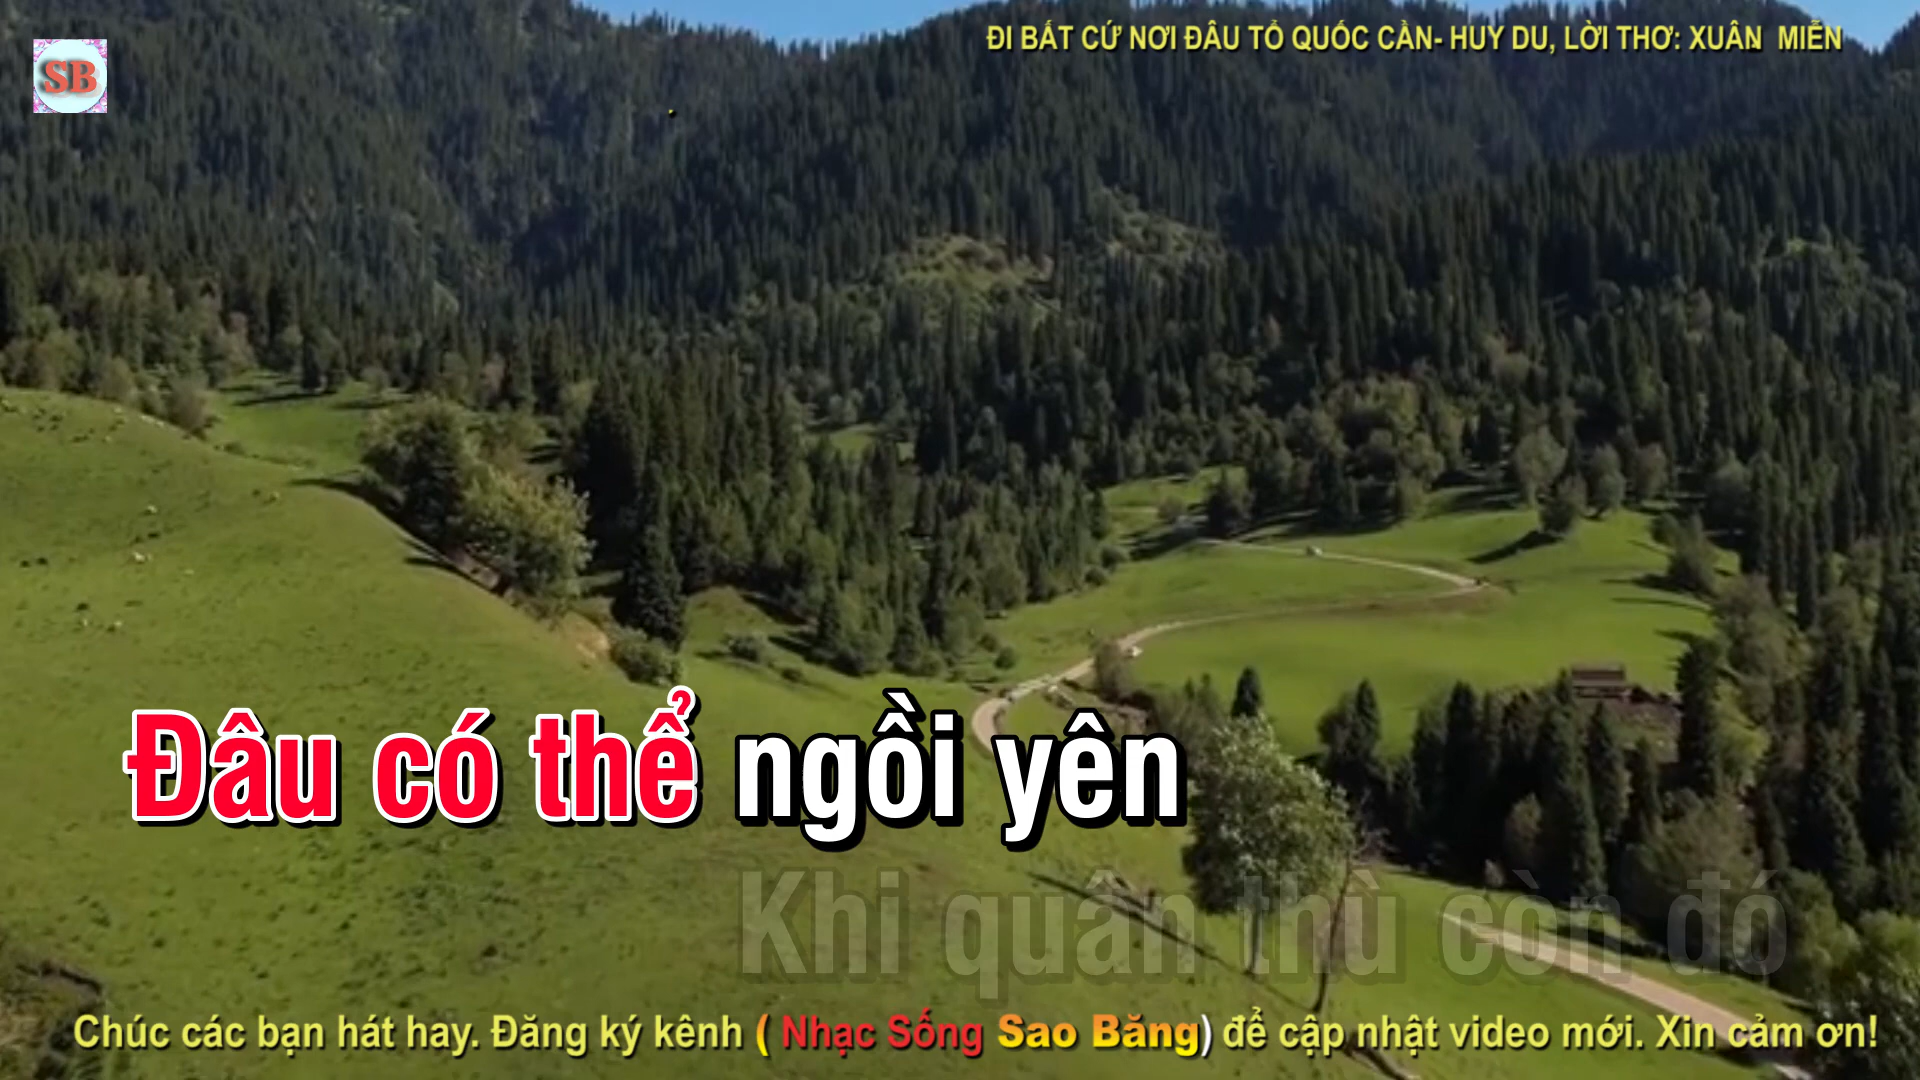 ĐI BẤT CỨ NƠI ĐÂU TỔ QUỐC CẦN- HUY DU, LỜI THƠ: XUÂN MIỄN
SB
Đâu có thể ngồi yên
Khi quân thù còn đó
Chúc các bạn hát hay. Đăng ký kênh ( Nhạc Sống Sao Băng) để cập nhật video mới. Xin cảm ơn!